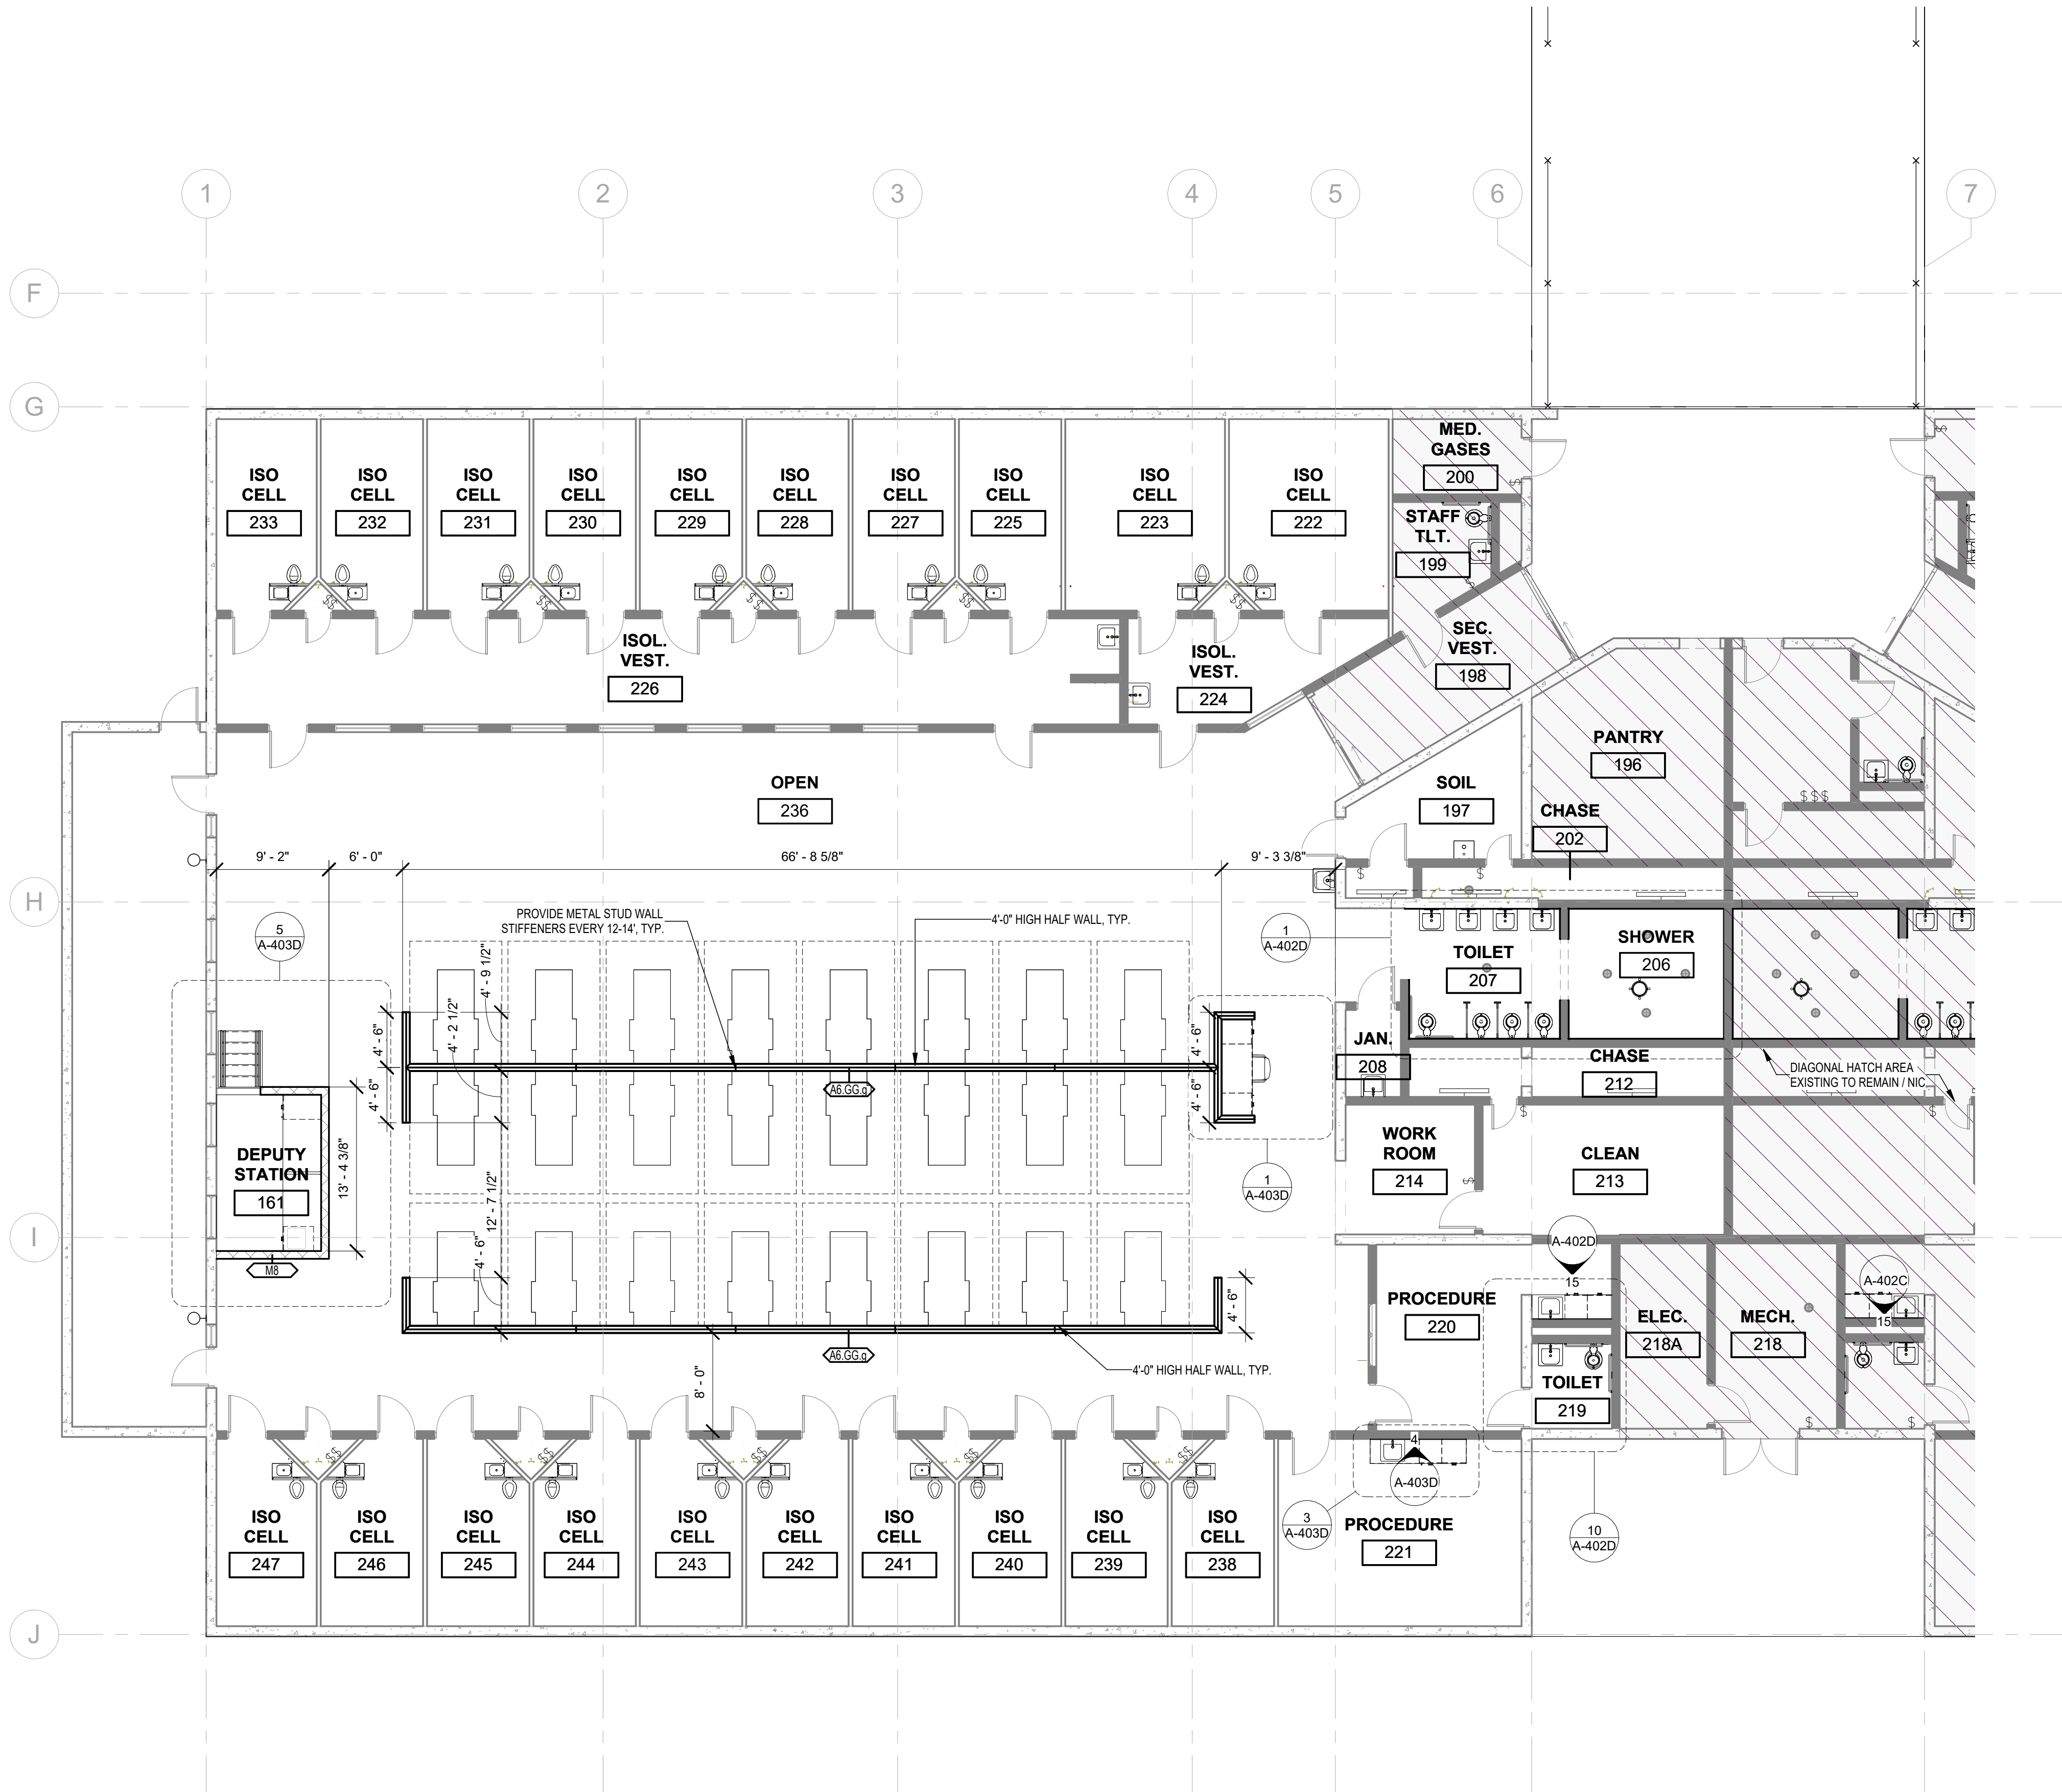 1
2
3
4
5
6
7
F
G
H
I
J
ISO
CELL
233
ISO
CELL
232
ISO
CELL
231
ISO
CELL
230
ISO
CELL
229
ISO
CELL
228
ISO
CELL
227
ISO
CELL
225
ISO
CELL
223
ISO
CELL
222
MED.
GASES
200
STAFF
TLT.
199
SEC.
VEST.
198
ISOL.
VEST.
226
ISOL.
VEST.
224
PANTRY
196
SOIL
197
CHASE
202
OPEN
236
$$$
9' - 2"
6' - 0"
66' - 8 5/8"
9' - 3 3/8"
PROVIDE METAL STUD WALL
STIFFENERS EVERY 12-14', TYP.
4'-0" HIGH HALF WALL, TYP.
5
A-403D
1
A-402D
TOILET
207
SHOWER
206
4' - 9 1/2"
4' - 2 1/2"
4' - 6"
4' - 6"
4' - 6"
4' - 6"
A6.GG.g
JAN.
208
CHASE
212
DIAGONAL HATCH AREA
EXISTING TO REMAIN / NIC
DEPUTY
STATION
161
13' - 4 3/8"
12' - 7 1/2"
4' - 6"
M8
1
A-403D
WORK
ROOM
214
CLEAN
213
A-402D
15
A-402C
15
PROCEDURE
220
ELEC.
218A
MECH.
218
4' - 6"
A6.GG.g
4'-0" HIGH HALF WALL, TYP.
8' - 0"
TOILET
219
4
A-403D
3
A-403D
PROCEDURE
221
10
A-402D
ISO
CELL
247
ISO
CELL
246
ISO
CELL
245
ISO
CELL
244
ISO
CELL
243
ISO
CELL
242
ISO
CELL
241
ISO
CELL
240
ISO
CELL
239
ISO
CELL
238